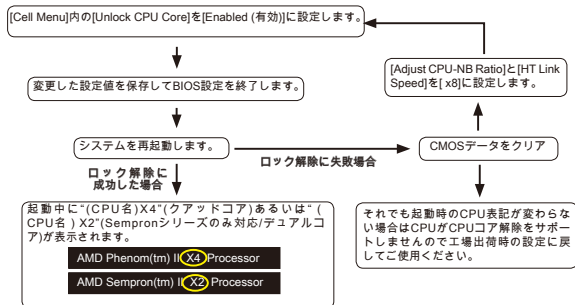 [Cell Menu]内の[Unlock CPU Core]を[Enabled (有効)]に設定します。
変更した設定値を保存してBIOS設定を終了します。
システムを再起動します。
ロック解除に
成功した場合
起動中に“(CPU名)X4”(クアッドコア)あるいは“ (
CPU名 ) X2”(Sempronシリーズのみ対応/デュアルコ
ア)が表示されます。
AMD Phenom(tm) II X4 Processor
AMD Sempron(tm) II X2 Processor
ロック解除に失敗場合
[Adjust CPU-NB Ratio]と[HT Link
Speed]を[ x8]に設定します。
CMOSデータをクリア
それでも起動時のCPU表記が変わらな
い場合はCPUがCPUコア解除をサポー
トしませんので工場出荷時の設定に戻
してご使用ください。